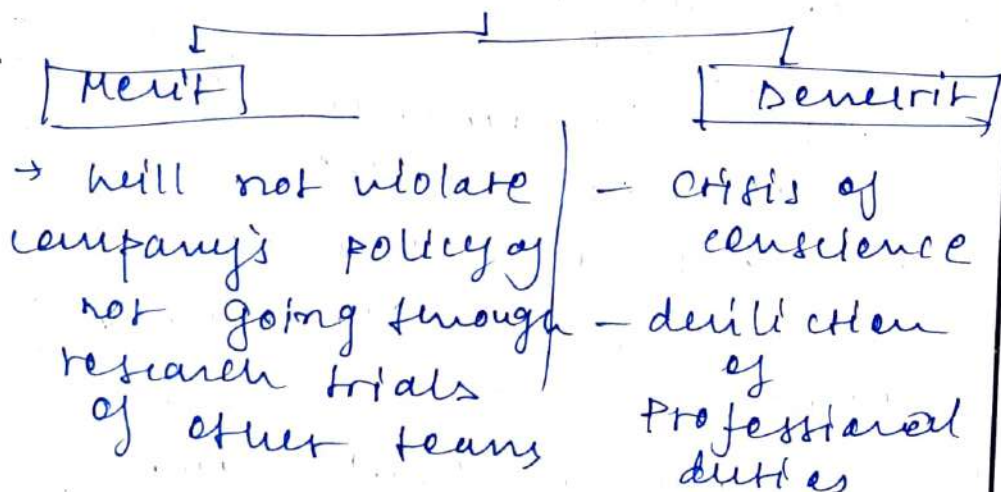 Merit
Demerit
→ will not violate
company's policy of
not going through
research trials
of other teams
- crisis of
conscience
- deriliction
of
Professional
duties